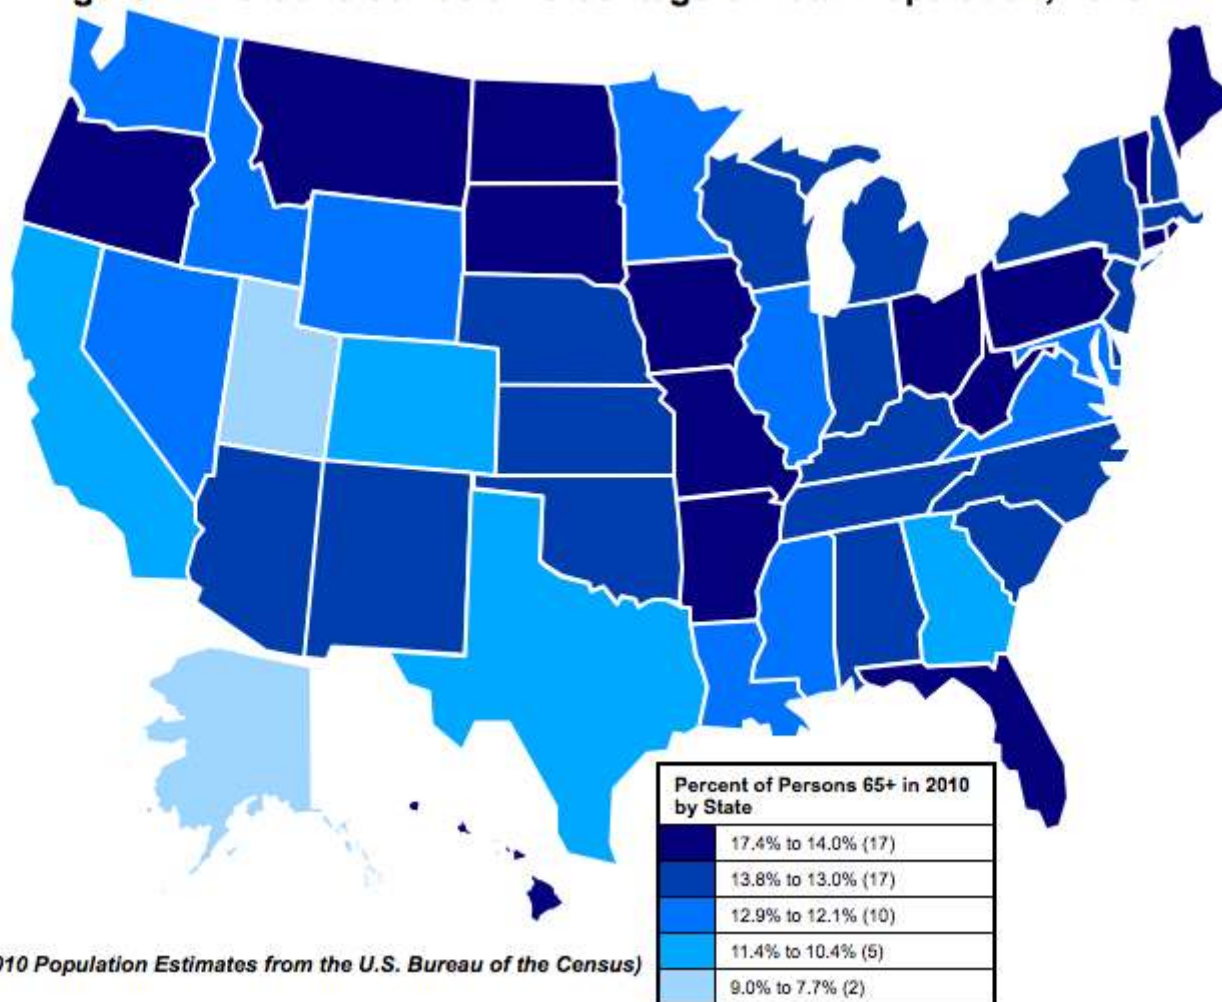 Percent of Persons 65+ in 2010
by State
17.4% to 14.0% (17)
13.8% to 13.0% (17)
12.9% to 12.1% (10)
11.4% to 10.4% (5)
9.0% to 7.7% (2)
Population Estimates from the U.S. Bureau of the Census)